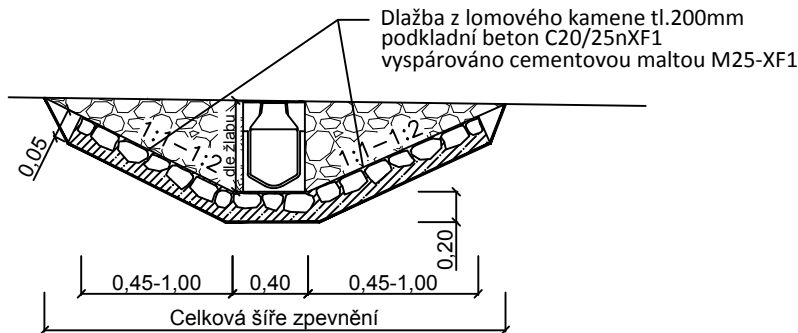 Dlažba z lomového kamene tl.200mm
podkladní beton C20/25nXF1
vyspárováno cementovou maltou M25-XF1
1:1–1:2
dle žlabu
1:1–1:2
0,05
0,20
0,45-1,00
0,40
0,45-1,00
Celková šíře zpevnění